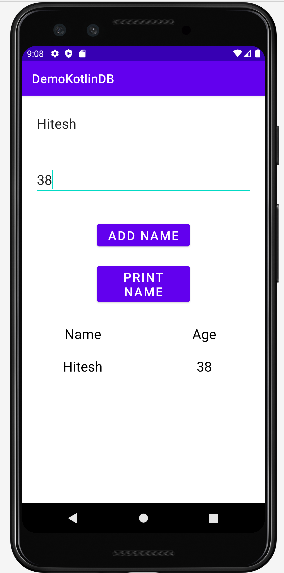 9:08
DemoKotlinDB
Hitesh
38
ADD NAME
PRINT
NAME
Name Age
Hitesh 38